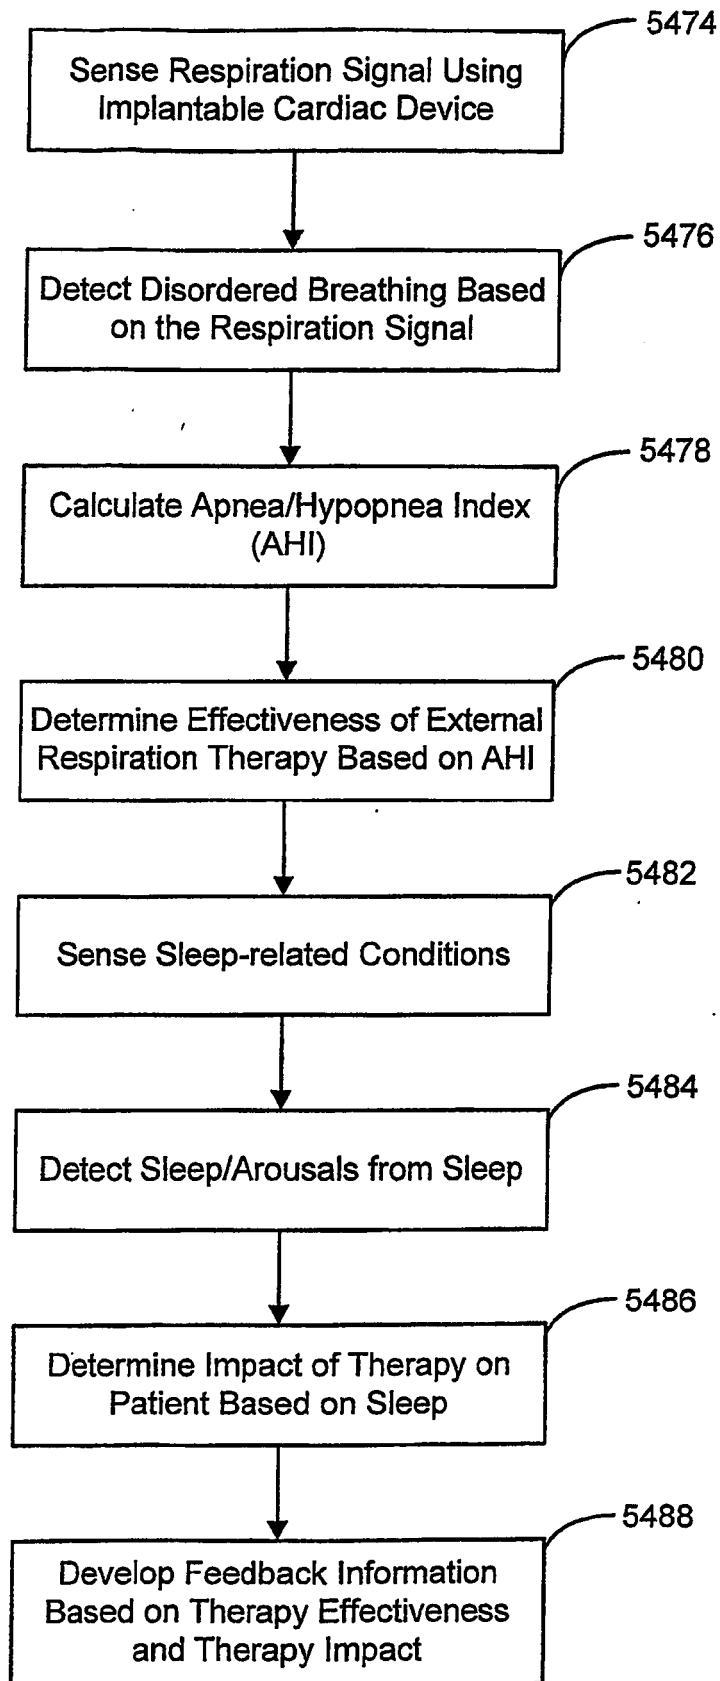 5474
Sense Respiration Signal Using
Implantable Cardiac Device
5476
Detect Disordered Breathing Based
on the Respiration Signal
5478
Calculate Apnea/Hypopnea Index
(AHI)
5480
Determine Effectiveness of External
Respiration Therapy Based on AHI
5482
Sense Sleep-related Conditions
5484
Detect Sleep/Arousals from Sleep
5486
Determine Impact of Therapy on
Patient Based on Sleep
5488
Develop Feedback Information
Based on Therapy Effectiveness
and Therapy Impact